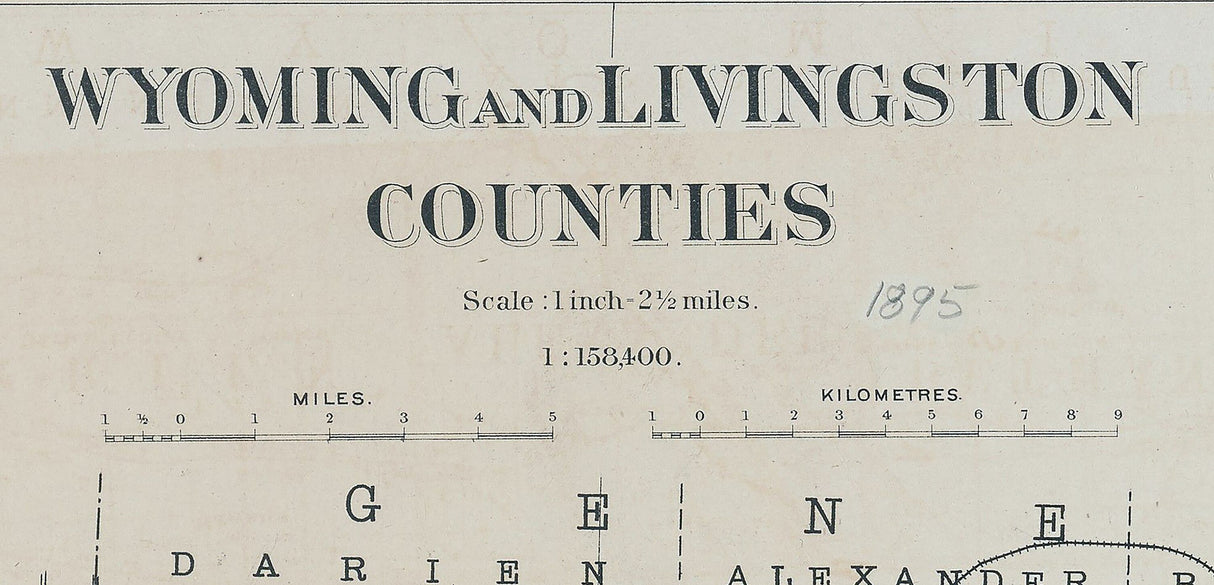 WYOMING AND LIVINGSTON
COUNTIES
Scale : 1 inch = 2½ miles.
1895
1 : 158,400.
MILES.
1 ½ 0 1 2 3 4 5
KILOMETRES.
1 0 1 2 3 4 5 6 7 8 9
G E N E
DARIEN ALEXANDER